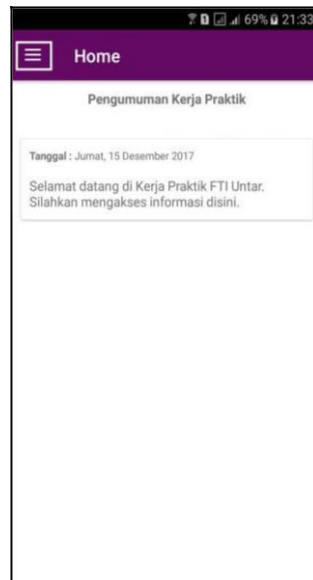 69% 21:33
Home
Pengumuman Kerja Praktik
Tanggal : Jumat, 15 Desember 2017
Selamat datang di Kerja Praktik FTI Untar.
Silahkan mengakses informasi disini.